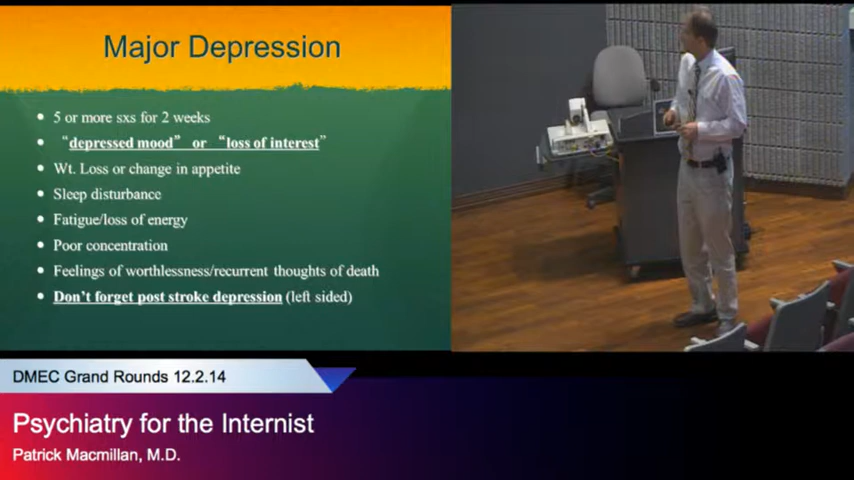 Major Depression
5 or more sxs for 2 weeks
“depressed mood” or “loss of interest”
Wt. Loss or change in appetite
Sleep disturbance
Fatigue/loss of energy
Poor concentration
Feelings of worthlessness/recurrent thoughts of death
Don’t forget post stroke depression (left sided)
DMEC Grand Rounds 12.2.14
Psychiatry for the Internist
Patrick Macmillan, M.D.